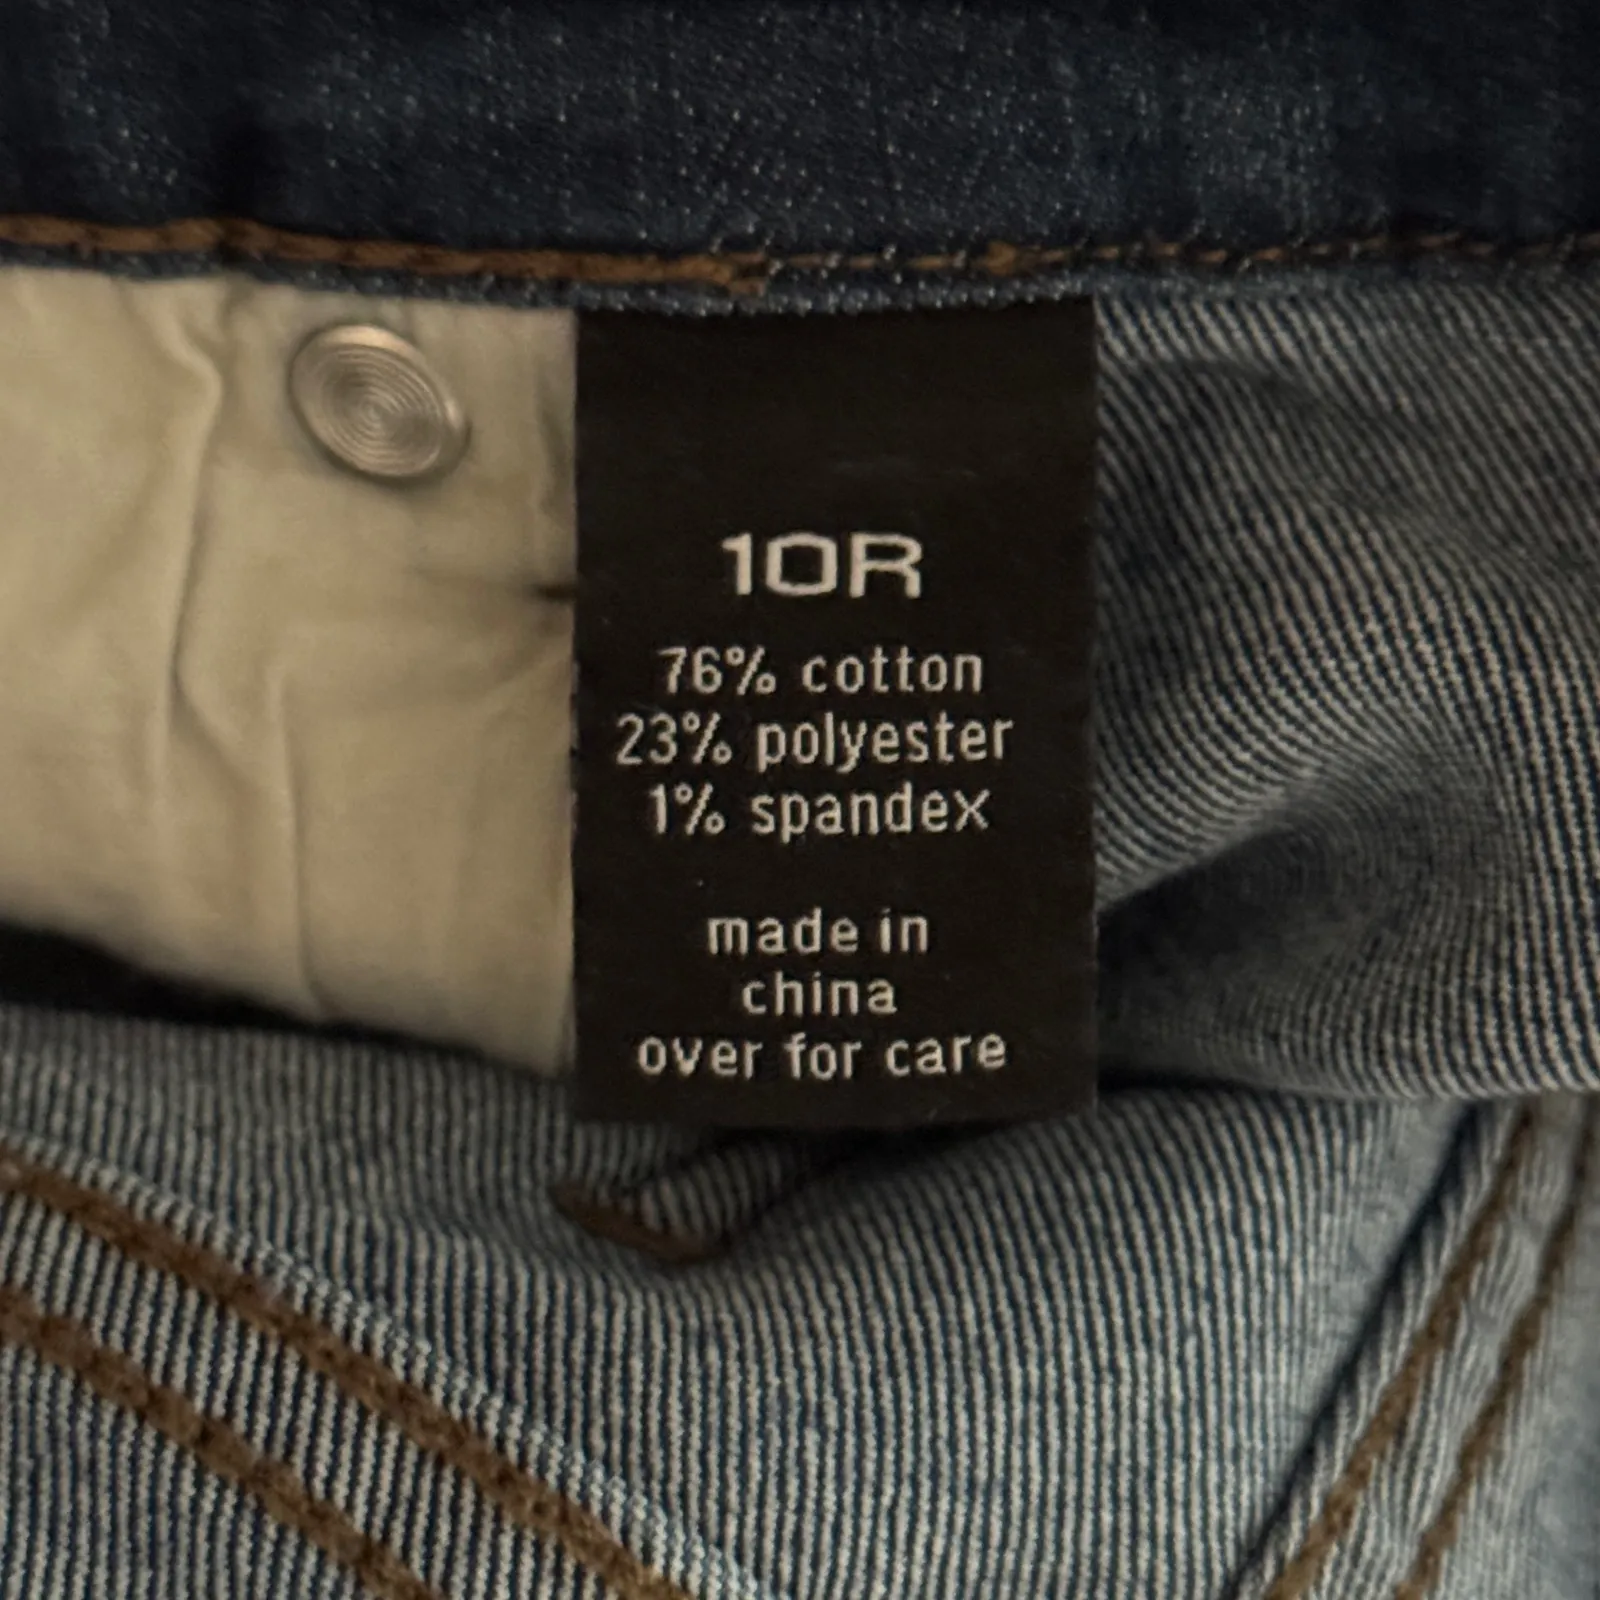 10R
76% cotton
23% polyester
1% spandex
made in
china
over for care